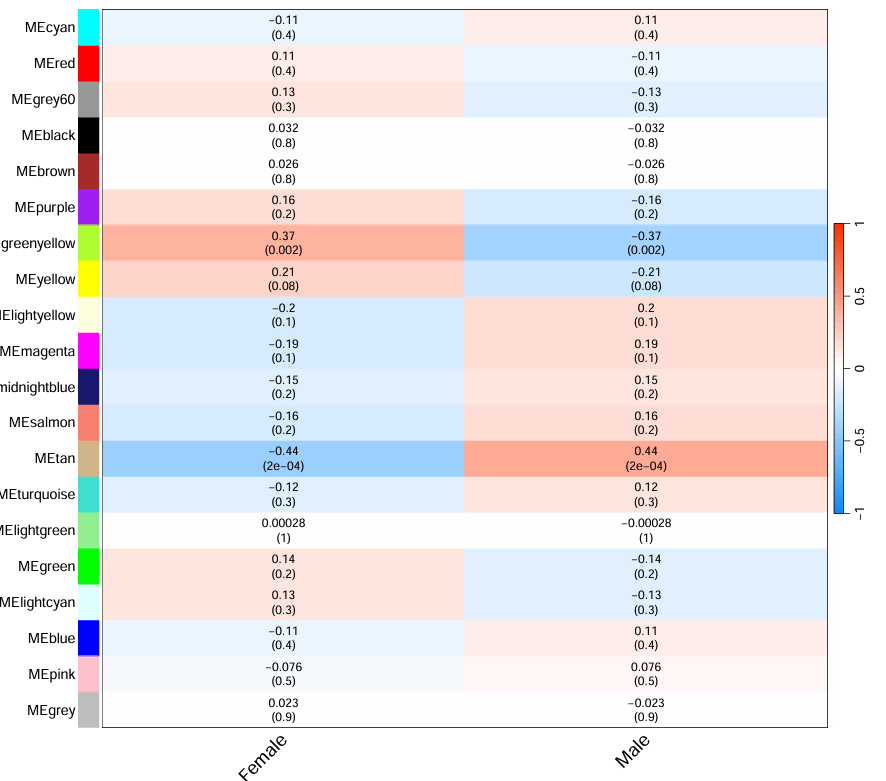 MEcyan −0.11 0.11
(0.4) (0.4)
MEred 0.11 −0.11
(0.4) (0.4)
MEgrey60 0.13 −0.13
(0.3) (0.3)
MEblack 0.032 −0.032
(0.8) (0.8)
MEbrown 0.026 −0.026
(0.8) (0.8)
MEpurple 0.16 −0.16
(0.2) (0.2)
greenyellow 0.37 −0.37
(0.002) (0.002)
MEyellow 0.21 −0.21
(0.08) (0.08)
MElightyellow −0.2 0.2
(0.1) (0.1)
MEmagenta −0.19 0.19
(0.1) (0.1)
midnightblue −0.15 0.15
(0.2) (0.2)
MEsalmon −0.16 0.16
(0.2) (0.2)
MEtan −0.44 0.44
(2e−04) (2e−04)
MEturquoise −0.12 0.12
(0.3) (0.3)
MElightgreen 0.00028 −0.00028
(1) (1)
MEgreen 0.14 −0.14
(0.2) (0.2)
MElightcyan 0.13 −0.13
(0.3) (0.3)
MEblue −0.11 0.11
(0.4) (0.4)
MEpink −0.076 0.076
(0.5) (0.5)
MEgrey 0.023 −0.023
(0.9) (0.9)
Female Male
1
0.5
0
−0.5
−1